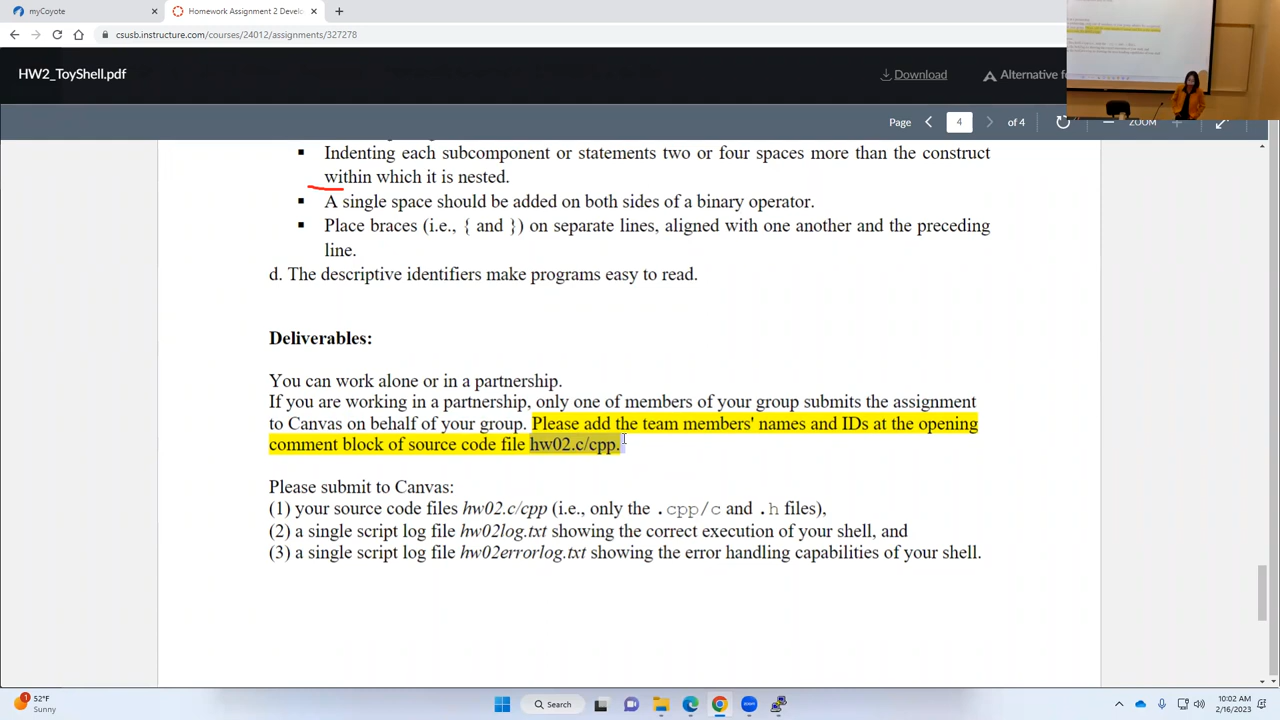 myCoyote
Homework Assignment 2 Develo
csusb.instructure.com/courses/24012/assignments/327278
HW2_ToyShell.pdf
Download
Alternative fo
Page
4
of 4
ZOOM
Indenting each subcomponent or statements two or four spaces more than the construct
within which it is nested.
A single space should be added on both sides of a binary operator.
Place braces (i.e., { and }) on separate lines, aligned with one another and the preceding
line.
d. The descriptive identifiers make programs easy to read.
Deliverables:
You can work alone or in a partnership.
If you are working in a partnership, only one of members of your group submits the assignment
to Canvas on behalf of your group. Please add the team members' names and IDs at the opening
comment block of source code file hw02.c/cpp.
Please submit to Canvas:
(1) your source code files hw02.c/cpp (i.e., only the .cpp/c and .h files),
(2) a single script log file hw02log.txt showing the correct execution of your shell, and
(3) a single script log file hw02errorlog.txt showing the error handling capabilities of your shell.
52°F
Sunny
Search
10:02 AM
2/16/2023